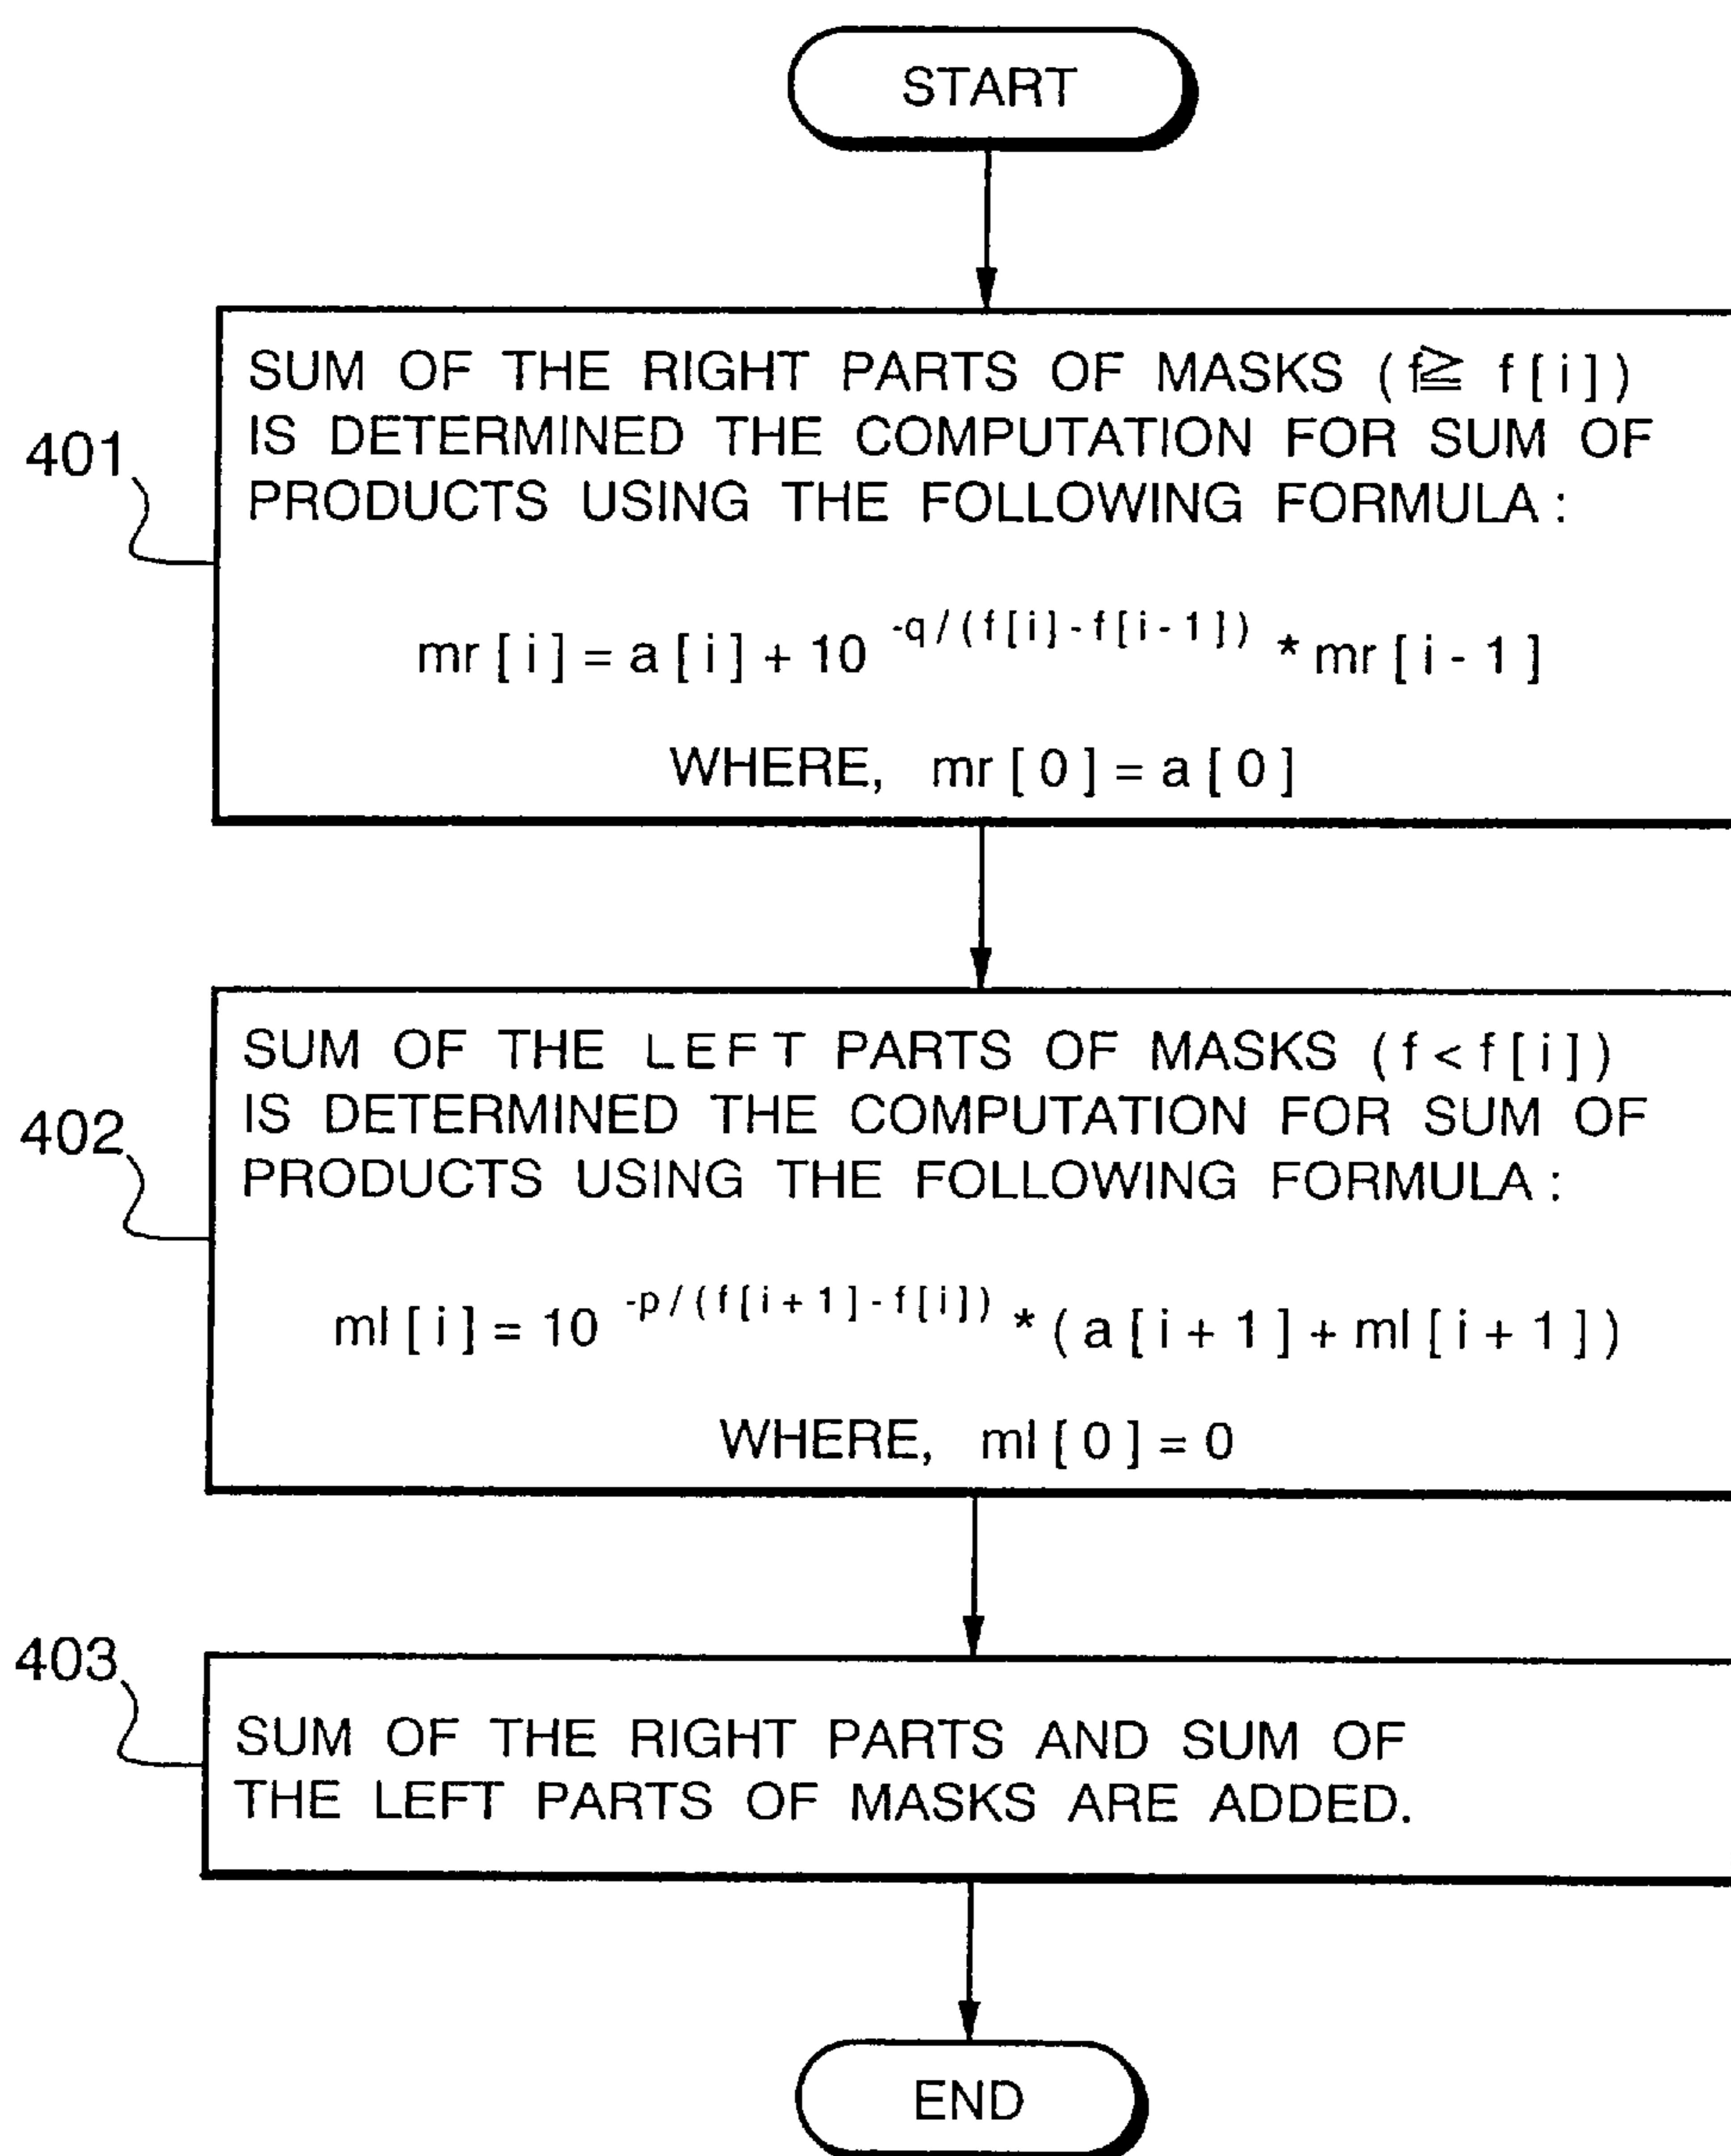 START
401
SUM OF THE RIGHT PARTS OF MASKS (f≧ f[i])
IS DETERMINED THE COMPUTATION FOR SUM OF
PRODUCTS USING THE FOLLOWING FORMULA:
mr[i]=a[i]+10^-q/(f[i]-f[i-1])*mr[i-1]
WHERE, mr[0]=a[0]
402
SUM OF THE LEFT PARTS OF MASKS (f<f[i])
IS DETERMINED THE COMPUTATION FOR SUM OF
PRODUCTS USING THE FOLLOWING FORMULA:
ml[i]=10^-p/(f[i+1]-f[i])*(a[i+1]+ml[i+1])
WHERE, ml[0]=0
403
SUM OF THE RIGHT PARTS AND SUM OF
THE LEFT PARTS OF MASKS ARE ADDED.
END